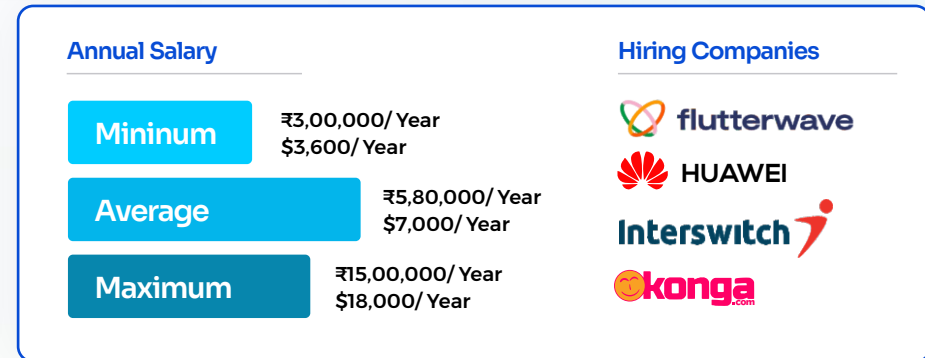 Annual Salary
Mininum
₹3,00,000/ Year
$3,600/ Year
Average
₹5,80,000/ Year
$7,000/ Year
Maximum
₹15,00,000/ Year
$18,000/ Year
Hiring Companies
flutterwave
HUAWEI
Interswitch
konga
.com